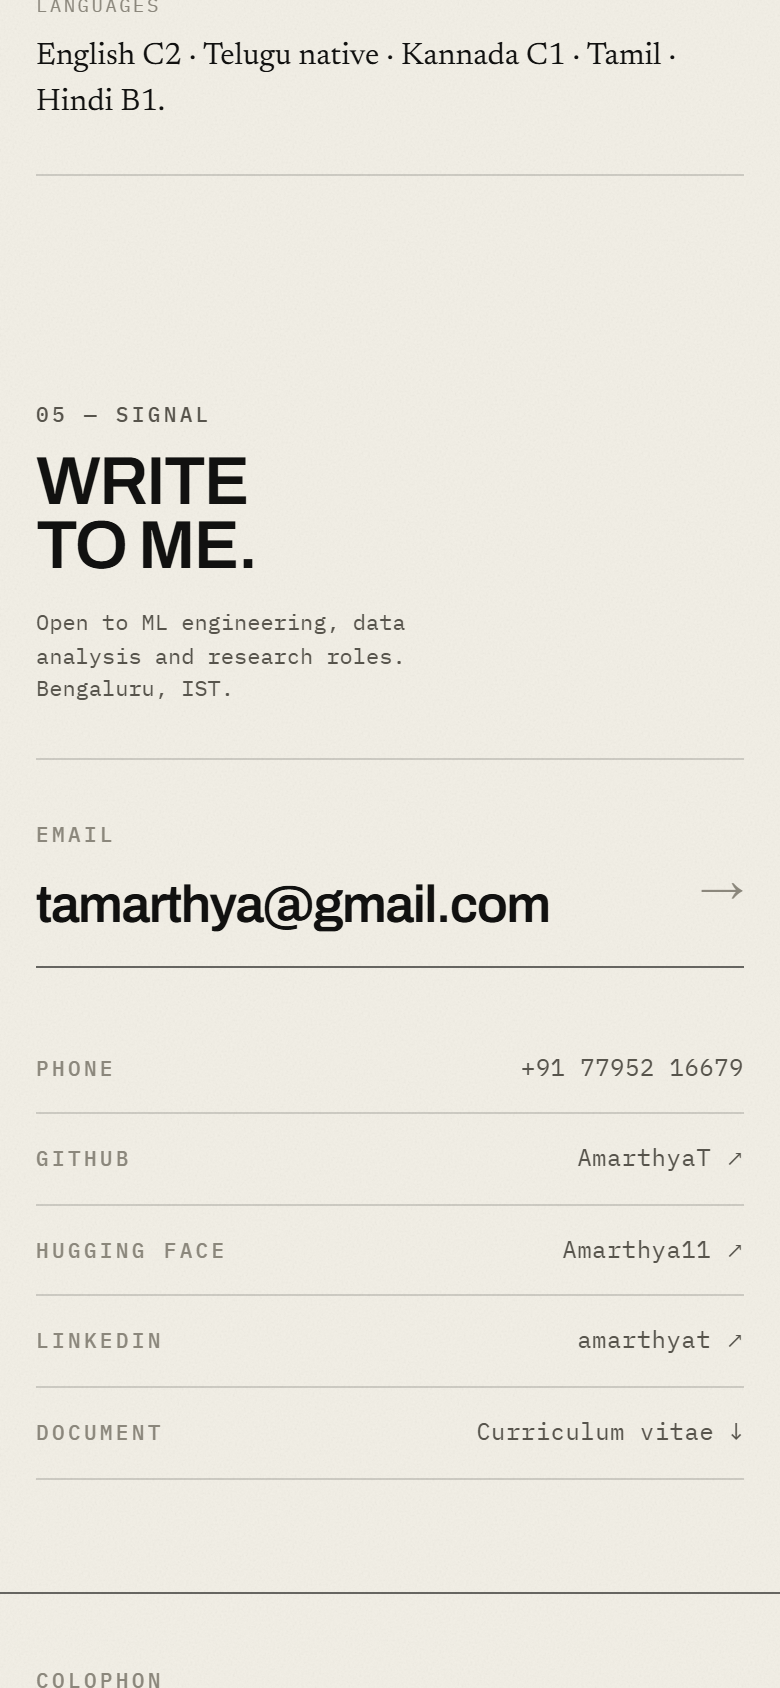 LANGUAGES
English C2 · Telugu native · Kannada C1 · Tamil ·
Hindi B1.
05 — SIGNAL
WRITE
TO ME.
Open to ML engineering, data
analysis and research roles.
Bengaluru, IST.
EMAIL
tamarthya@gmail.com →
PHONE +91 77952 16679
GITHUB AmarthyaT ↗
HUGGING FACE Amarthya11 ↗
LINKEDIN amarthyat ↗
DOCUMENT Curriculum vitae ↓
COLOPHON